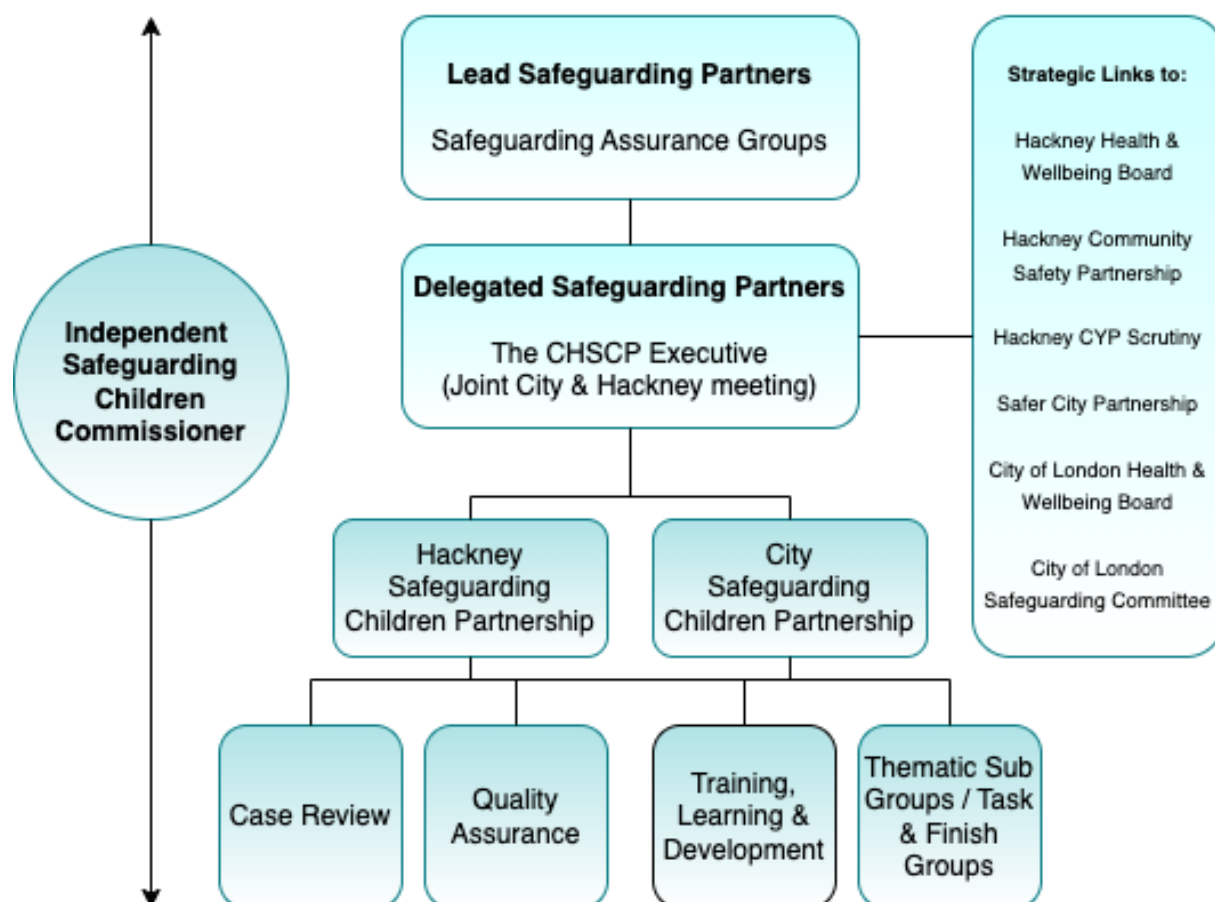 Lead Safeguarding Partners
Safeguarding Assurance Groups
Strategic Links to:
Hackney Health &
Wellbeing Board
Hackney Community
Safety Partnership
Hackney CYP Scrutiny
Safer City Partnership
City of London Health &
Wellbeing Board
City of London
Safeguarding Committee
Independent
Safeguarding
Children
Commissioner
Delegated Safeguarding Partners
The CHSCP Executive
(Joint City & Hackney meeting)
Hackney
Safeguarding
Children Partnership
City
Safeguarding
Children Partnership
Case Review
Quality
Assurance
Training,
Learning &
Development
Thematic Sub
Groups / Task
& Finish
Groups